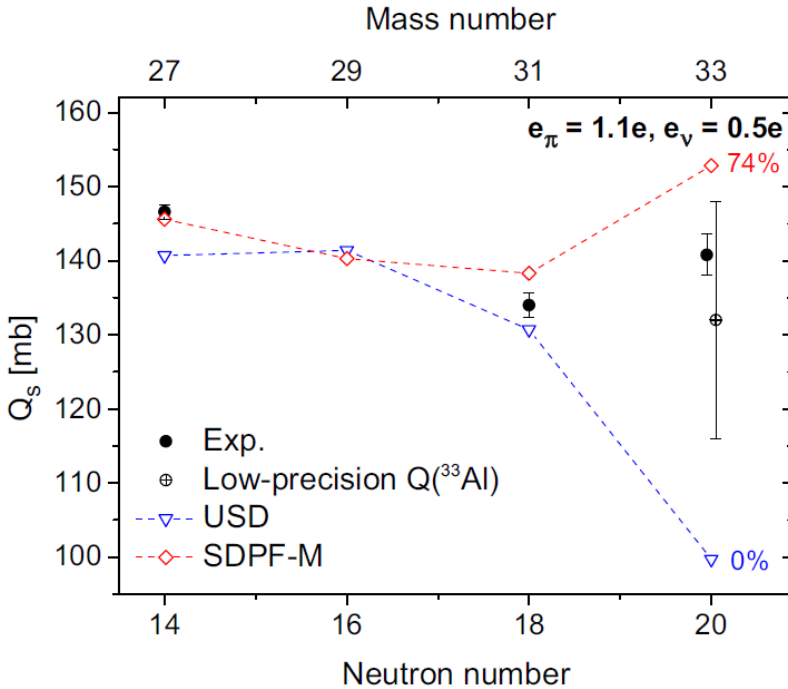 Mass number
27 29 31 33
160
150
140
130
120
110
100
Q_s [mb]
e_π = 1.1e, e_ν = 0.5e
74%
0%
Exp.
Low-precision Q(³³Al)
USD
SDPF-M
14 16 18 20
Neutron number